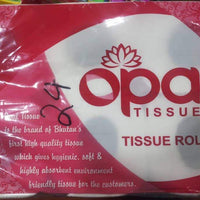 opa
TISSUE
24
TISSUE ROL
Tissue
is the brand of Bhutan's
first high quality tissue
which gives hygienic, soft &
highly absorbent environment
friendly tissue for the customers.